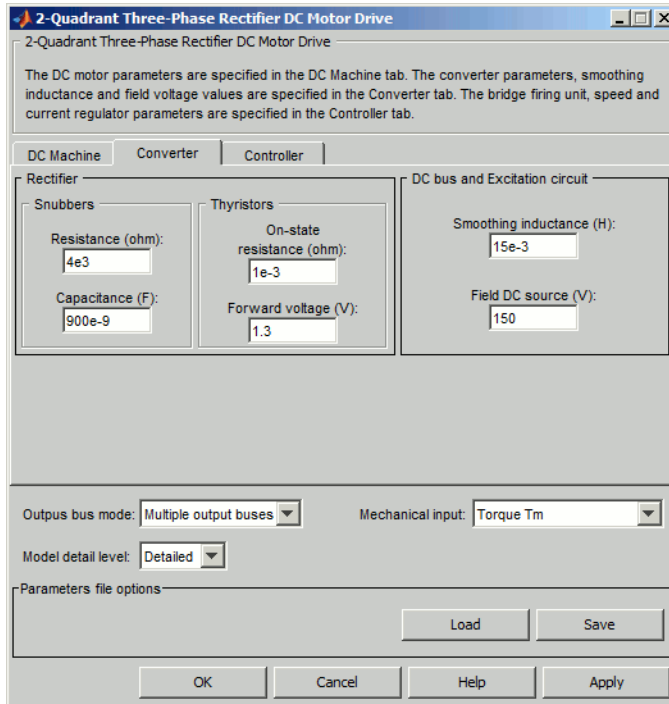 2-Quadrant Three-Phase Rectifier DC Motor Drive
2-Quadrant Three-Phase Rectifier DC Motor Drive
The DC motor parameters are specified in the DC Machine tab. The converter parameters, smoothing
inductance and field voltage values are specified in the Converter tab. The bridge firing unit, speed and
current regulator parameters are specified in the Controller tab.
DC Machine Converter Controller
Rectifier
Snubbers
Resistance (ohm):
4e3
Capacitance (F):
900e-9
Thyristors
On-state
resistance (ohm):
1e-3
Forward voltage (V):
1.3
DC bus and Excitation circuit
Smoothing inductance (H):
15e-3
Field DC source (V):
150
Outpus bus mode: Multiple output buses Mechanical input: Torque Tm
Model detail level: Detailed
Parameters file options
Load Save
OK Cancel Help Apply